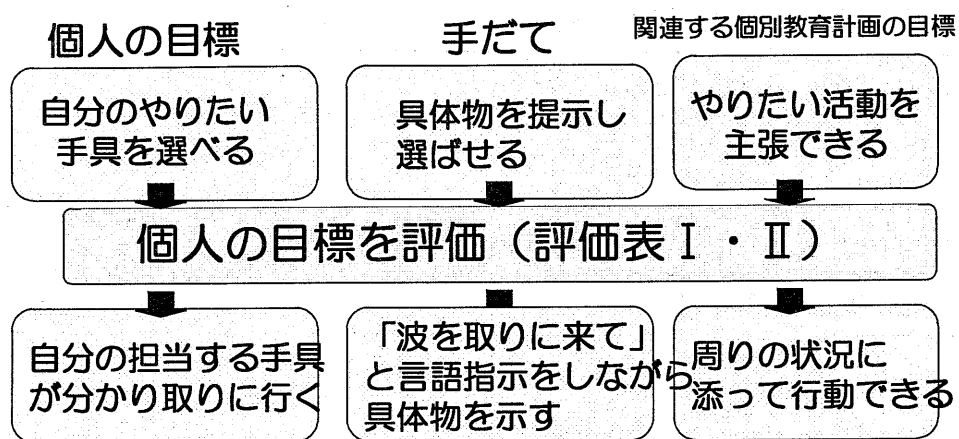 個人の目標
手だて
関連する個別教育計画の目標
自分のやりたい
手具を選べる
具体物を提示し
選ばせる
やりたい活動を
主張できる
個人の目標を評価（評価表Ⅰ・Ⅱ）
自分の担当する手具
が分かり取りに行く
「波を取りに来て」
と言語指示をしながら
具体物を示す
周りの状況に
添って行動できる